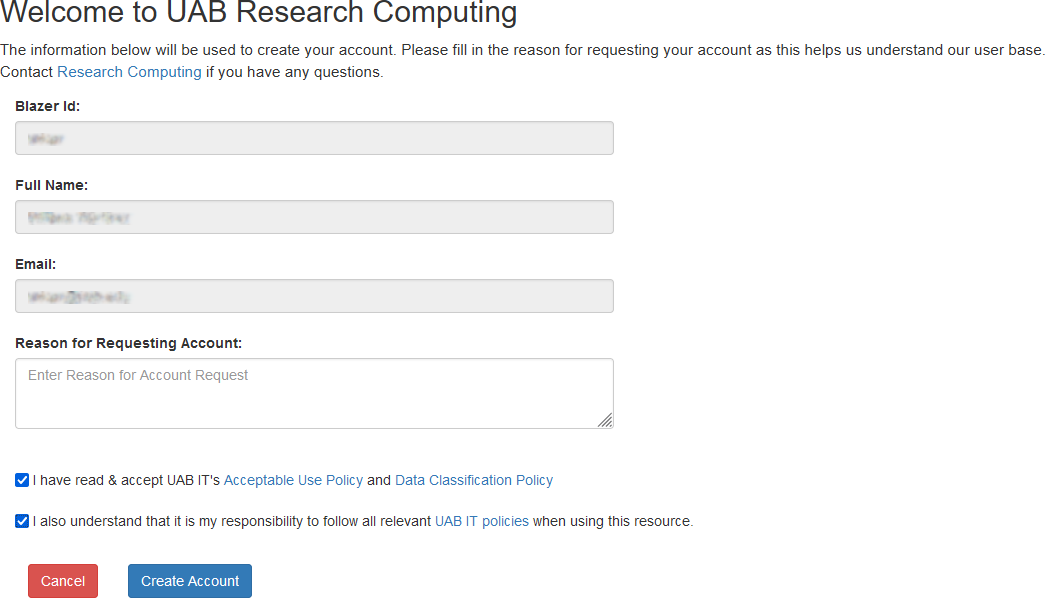 Welcome to UAB Research Computing
The information below will be used to create your account. Please fill in the reason for requesting your account as this helps us understand our user base.
Contact Research Computing if you have any questions.
Blazer Id:
Full Name:
Email:
Reason for Requesting Account:
Enter Reason for Account Request
I have read & accept UAB IT's Acceptable Use Policy and Data Classification Policy
I also understand that it is my responsibility to follow all relevant UAB IT policies when using this resource.
Cancel Create Account